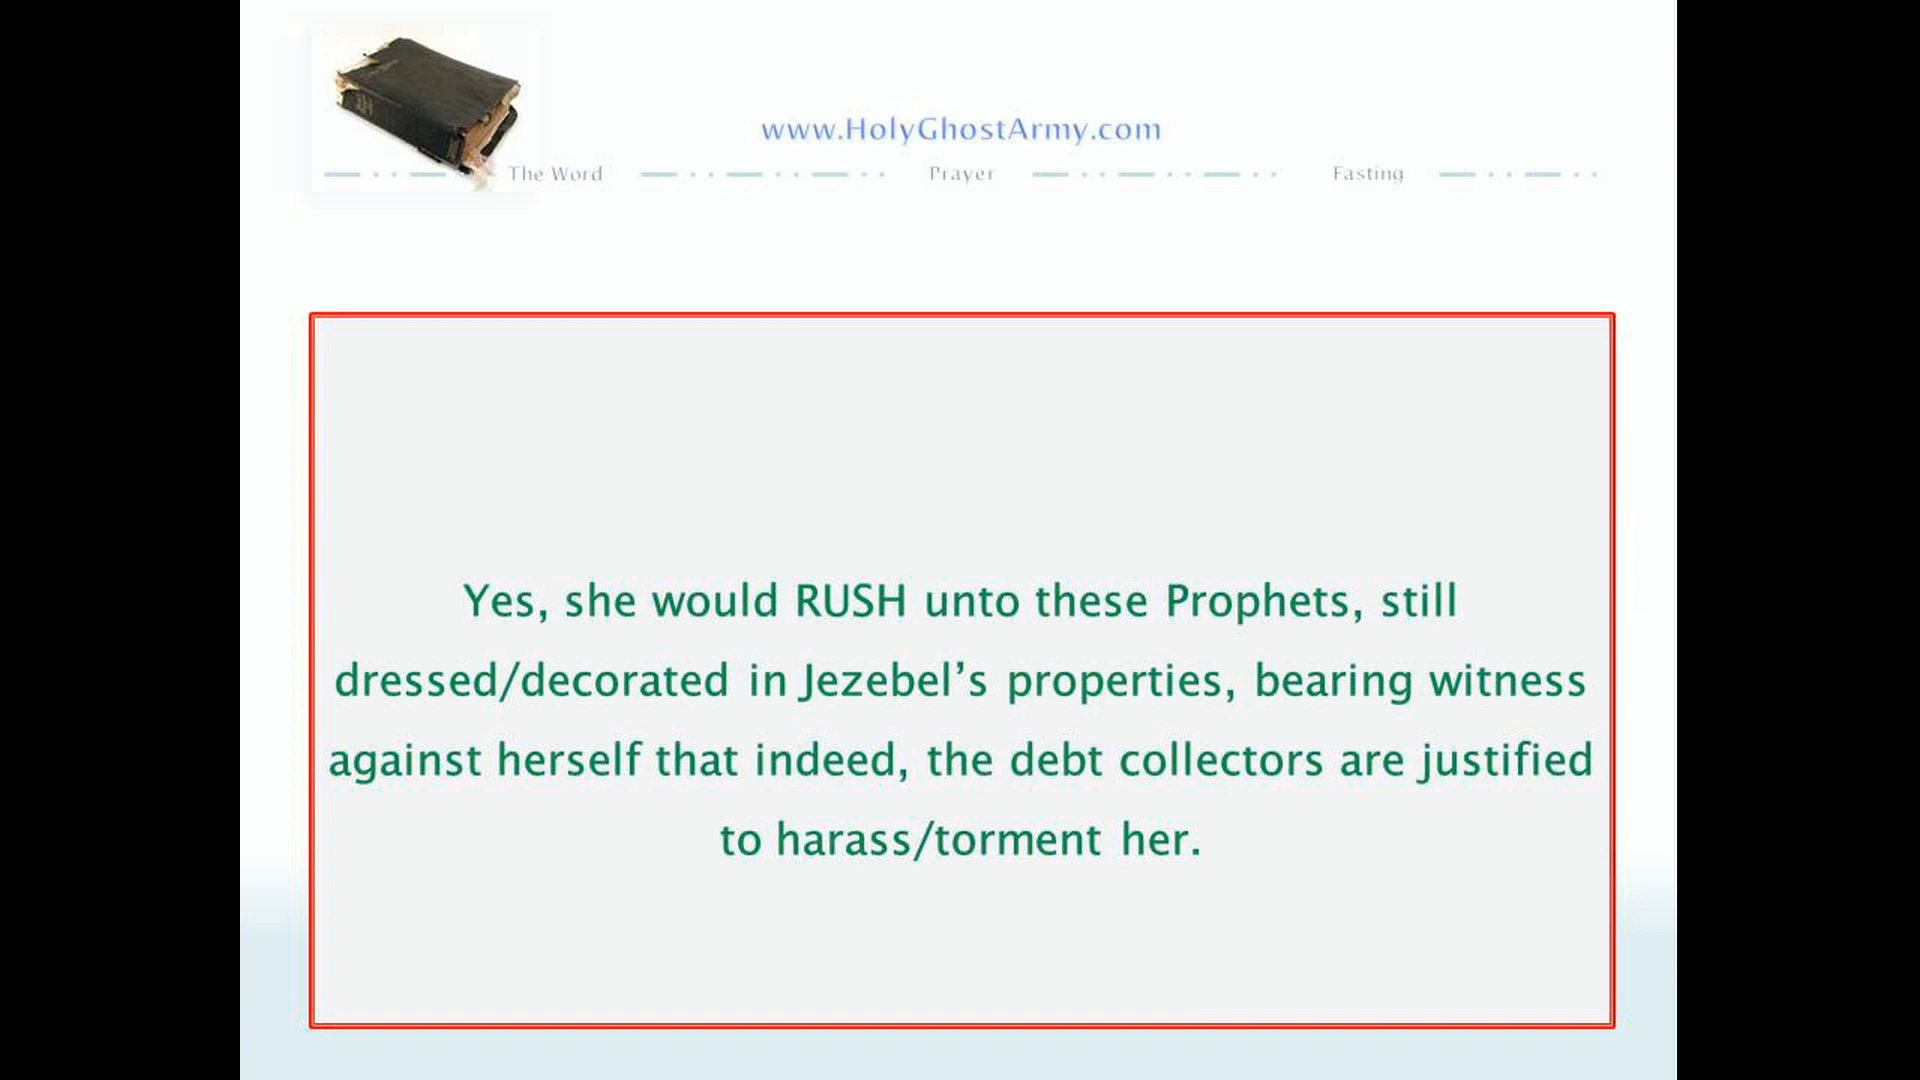 www.HolyGhostArmy.com
The Word Prayer Fasting
Yes, she would RUSH unto these Prophets, still
dressed/decorated in Jezebel’s properties, bearing witness
against herself that indeed, the debt collectors are justified
to harass/torment her.